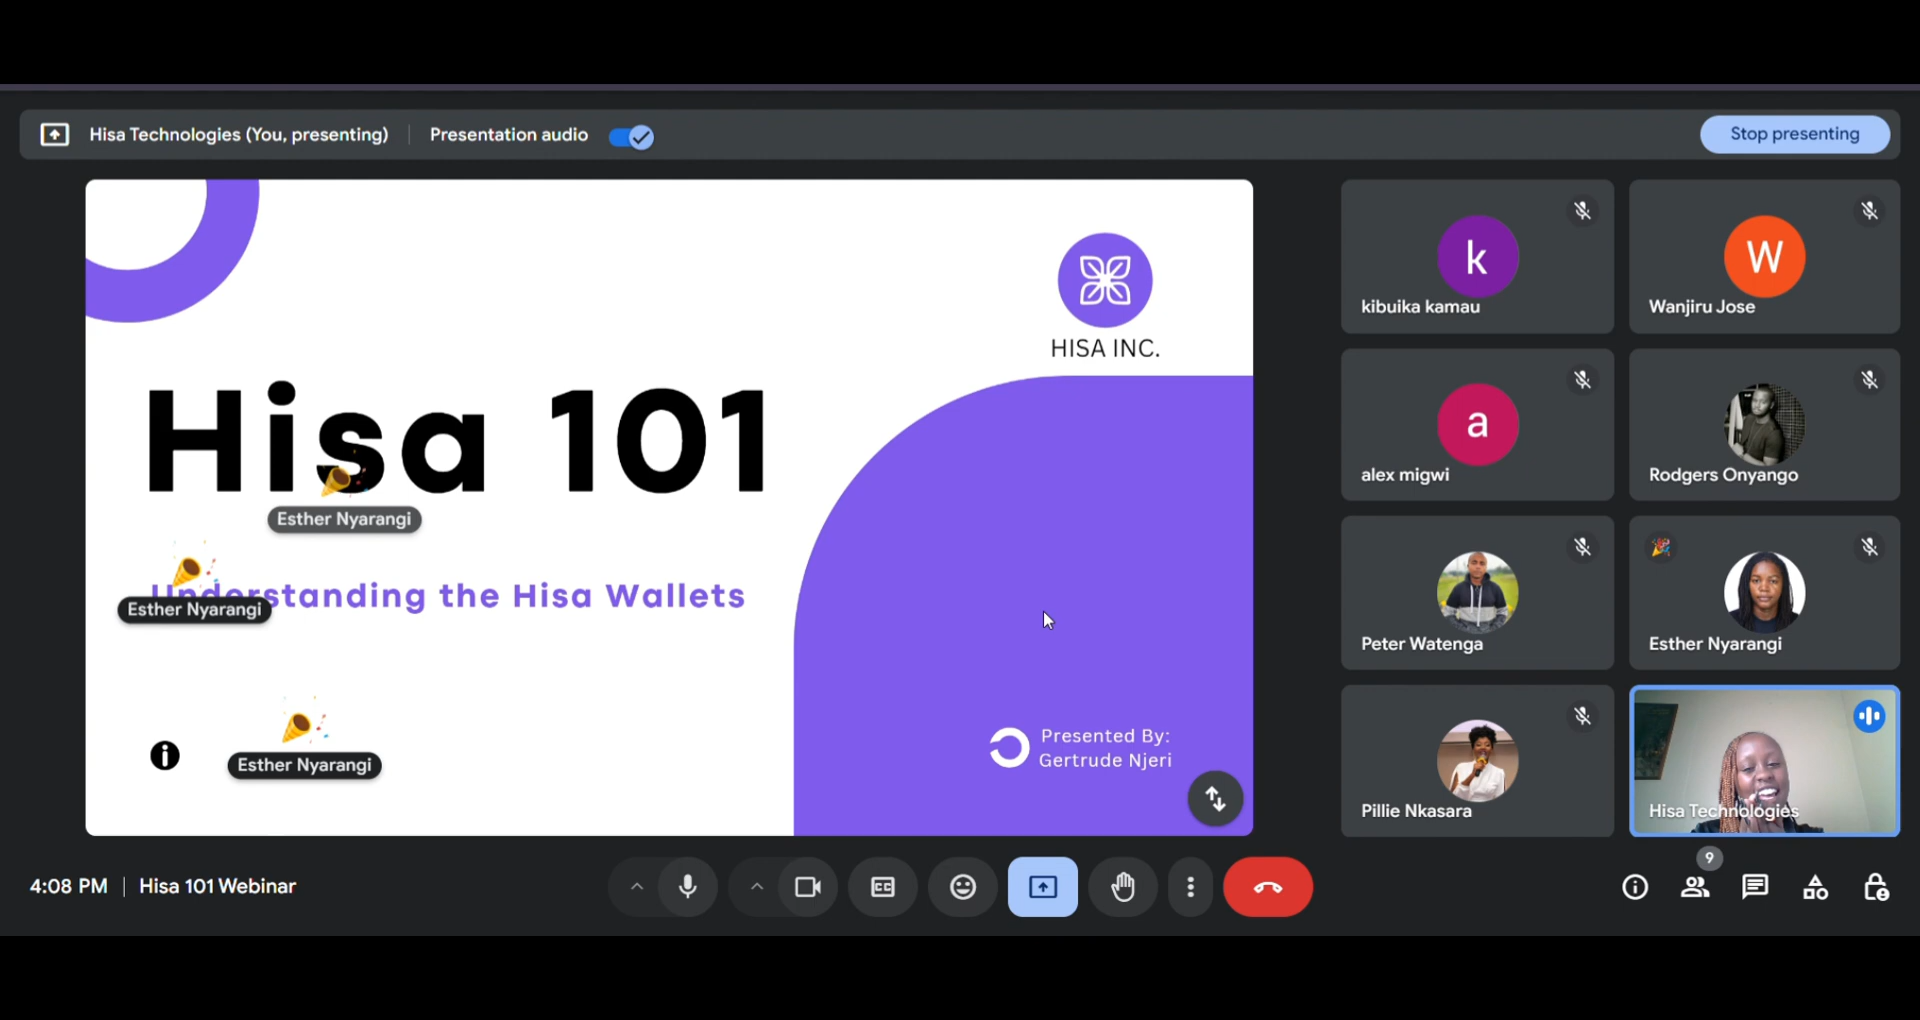 Hisa Technologies (You, presenting)
Presentation audio
Stop presenting
HISA INC.
Hisa 101
Esther Nyarangi
Understanding the Hisa Wallets
Esther Nyarangi
Esther Nyarangi
Presented By:
Gertrude Njeri
k
kibuika kamau
W
Wanjiru Jose
a
alex migwi
Rodgers Onyango
Peter Watenga
Esther Nyarangi
Pillie Nkasara
Hisa Technologies
4:08 PM
Hisa 101 Webinar
CC
9